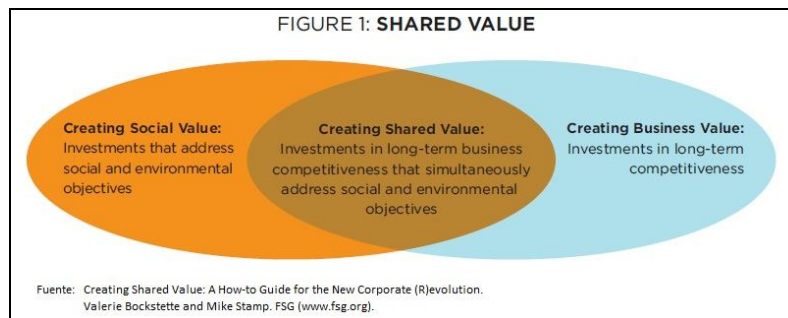 FIGURE 1: SHARED VALUE
Creating Social Value:
Investments that address
social and environmental
objectives
Creating Shared Value:
Investments in long-term business
competitiveness that simultaneously
address social and environmental
objectives
Creating Business Value:
Investments in long-term
competitiveness
Fuente: Creating Shared Value: A How-to Guide for the New Corporate (R)evolution.
Valerie Bockstette and Mike Stamp. FSG (www.fsg.org).